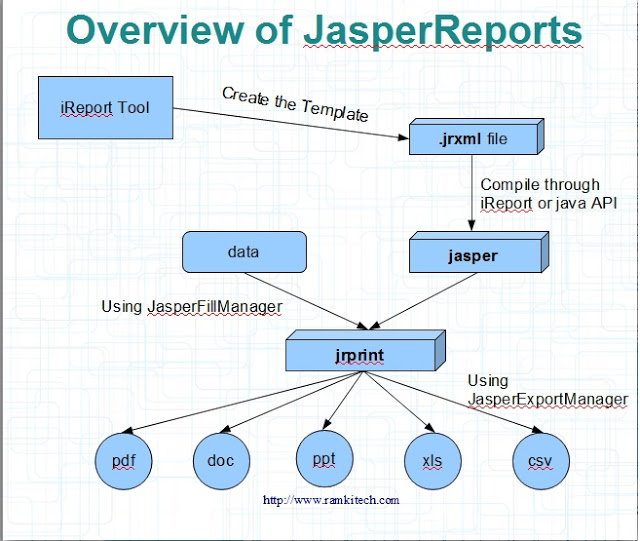 Overview of JasperReports
iReport Tool
Create the Template
.jrxml file
Compile through
iReport or java API
data
jasper
Using JasperFillManager
jrprint
Using
JasperExportManager
pdf
doc
ppt
xls
csv
http://www.ramkitech.com